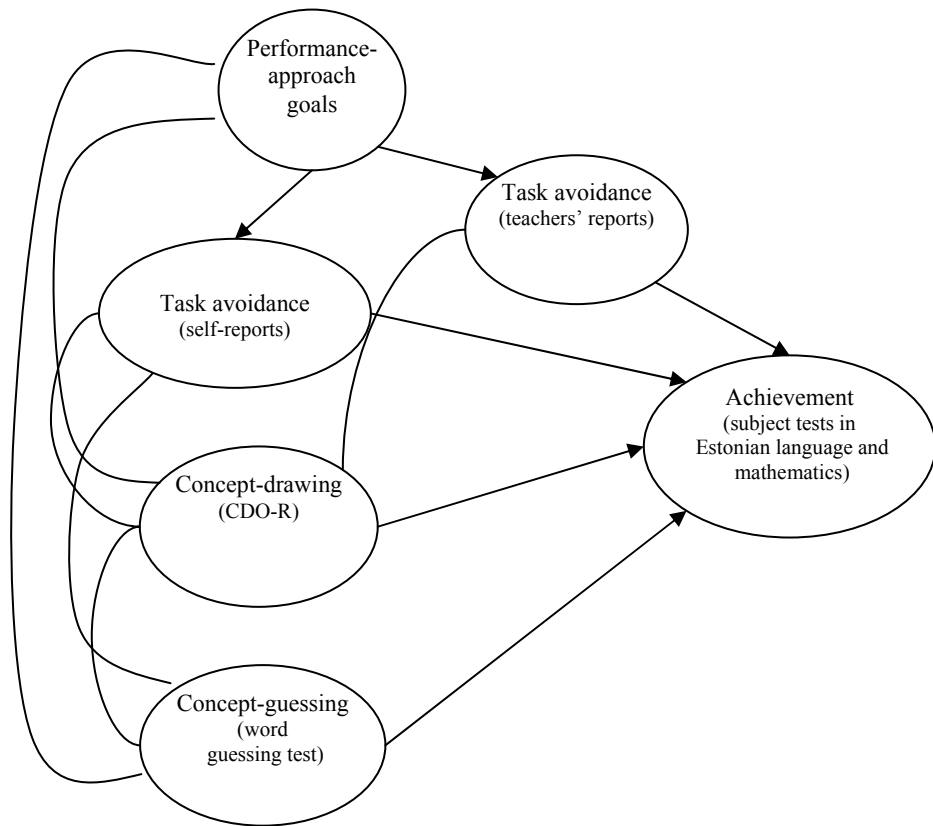 Performance-
approach
goals
Task avoidance
(teachers’ reports)
Task avoidance
(self-reports)
Achievement
(subject tests in
Estonian language and
mathematics)
Concept-drawing
(CDO-R)
Concept-guessing
(word
guessing test)